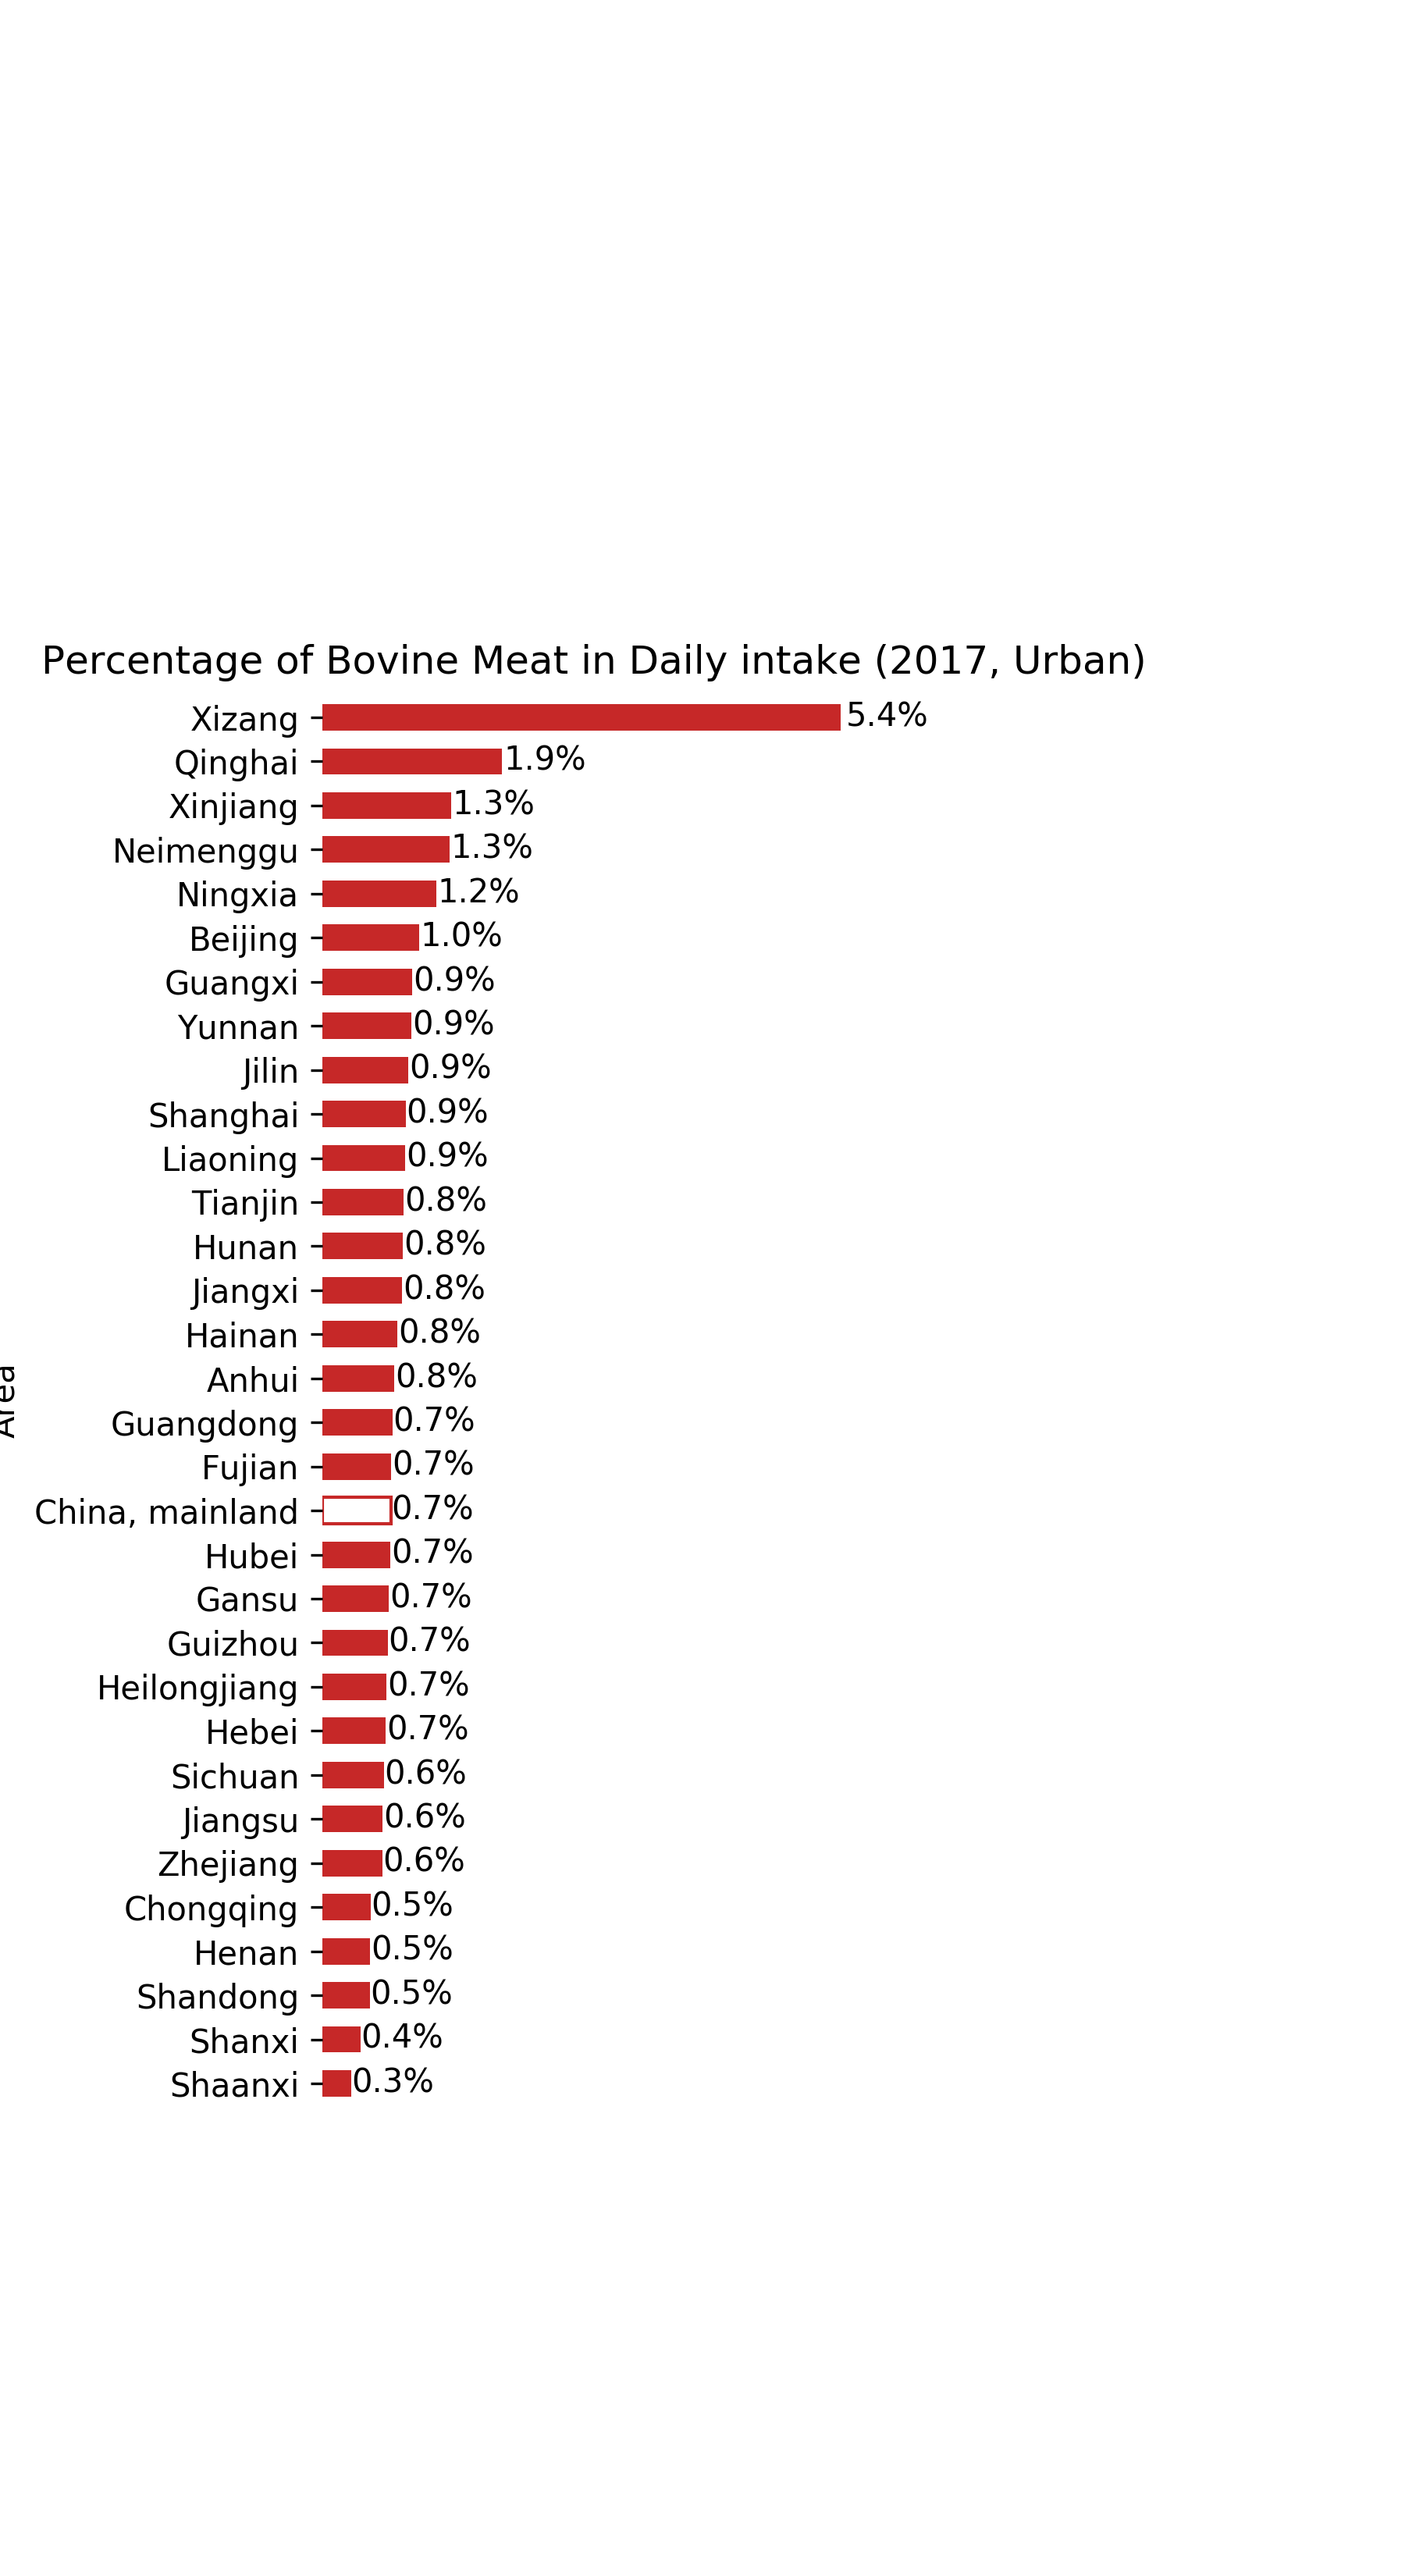 Percentage of Bovine Meat in Daily intake (2017, Urban)
Xizang 5.4%
Qinghai 1.9%
Xinjiang 1.3%
Neimenggu 1.3%
Ningxia 1.2%
Beijing 1.0%
Guangxi 0.9%
Yunnan 0.9%
Jilin 0.9%
Shanghai 0.9%
Liaoning 0.9%
Tianjin 0.8%
Hunan 0.8%
Jiangxi 0.8%
Hainan 0.8%
Anhui 0.8%
Guangdong 0.7%
Fujian 0.7%
China, mainland 0.7%
Hubei 0.7%
Gansu 0.7%
Guizhou 0.7%
Heilongjiang 0.7%
Hebei 0.7%
Sichuan 0.6%
Jiangsu 0.6%
Zhejiang 0.6%
Chongqing 0.5%
Henan 0.5%
Shandong 0.5%
Shanxi 0.4%
Shaanxi 0.3%
Area